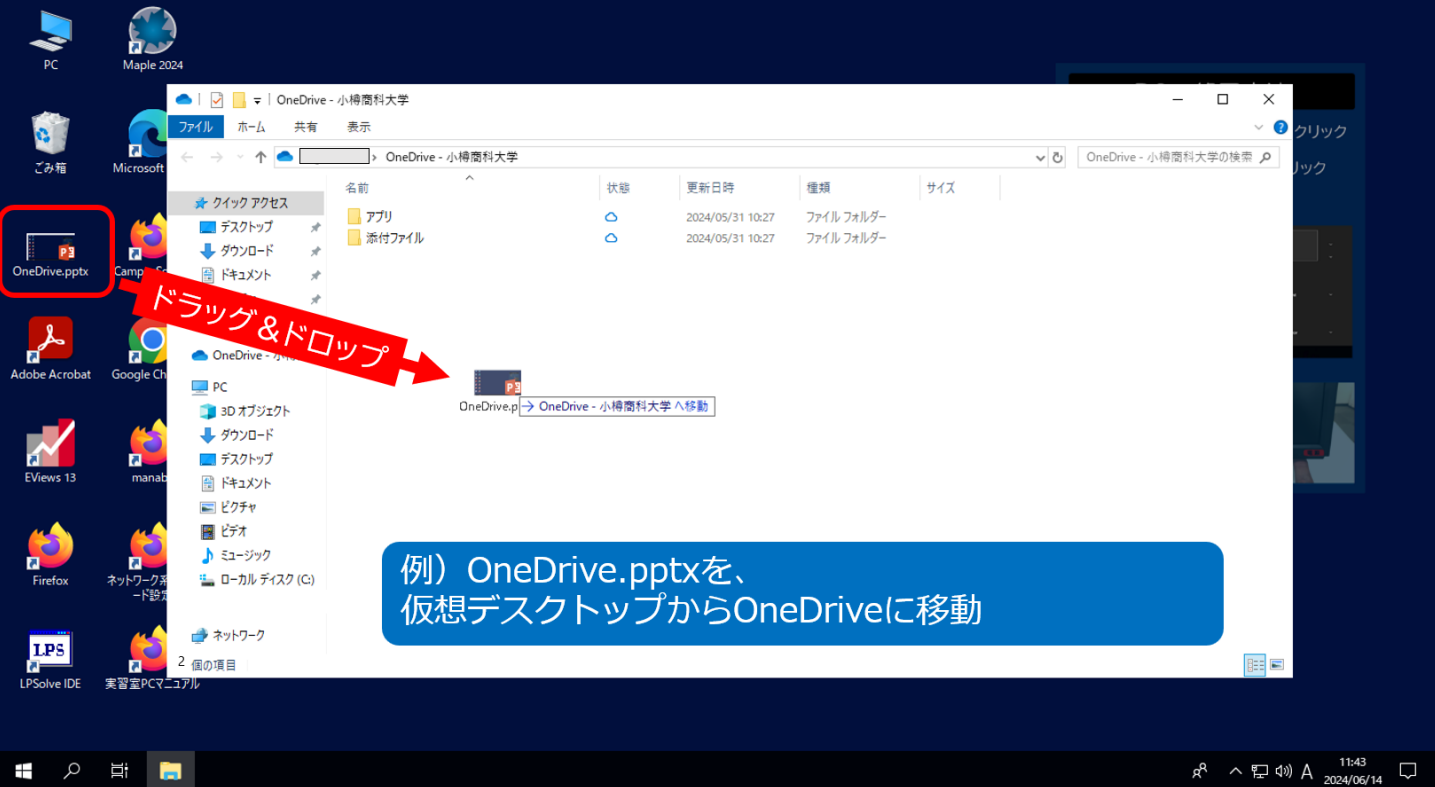 PC
Maple 2024
ごみ箱
Microsoft
OneDrive.pptx
Adobe Acrobat
Google Ch
EViews 13
manab
Firefox
LPS
LPSolve IDE
実習室PCマニュアル
OneDrive - 小樽商科大学
ファイル ホーム 共有 表示
クリック
OneDrive - 小樽商科大学
OneDrive - 小樽商科大学の検索
名前 状態 更新日時 種類 サイズ
アプリ 2024/05/31 10:27 ファイル フォルダー
添付ファイル 2024/05/31 10:27 ファイル フォルダー
クイック アクセス
デスクトップ
ダウンロード
ドキュメント
OneDrive -
PC
3D オブジェクト
ダウンロード
デスクトップ
ドキュメント
ピクチャ
ビデオ
ミュージック
ローカル ディスク (C:)
ネットワーク
2 個の項目
ドラッグ&ドロップ
OneDrive.p
→ OneDrive - 小樽商科大学 へ移動
例）OneDrive.pptxを、
仮想デスクトップからOneDriveに移動
A
11:43
2024/06/14